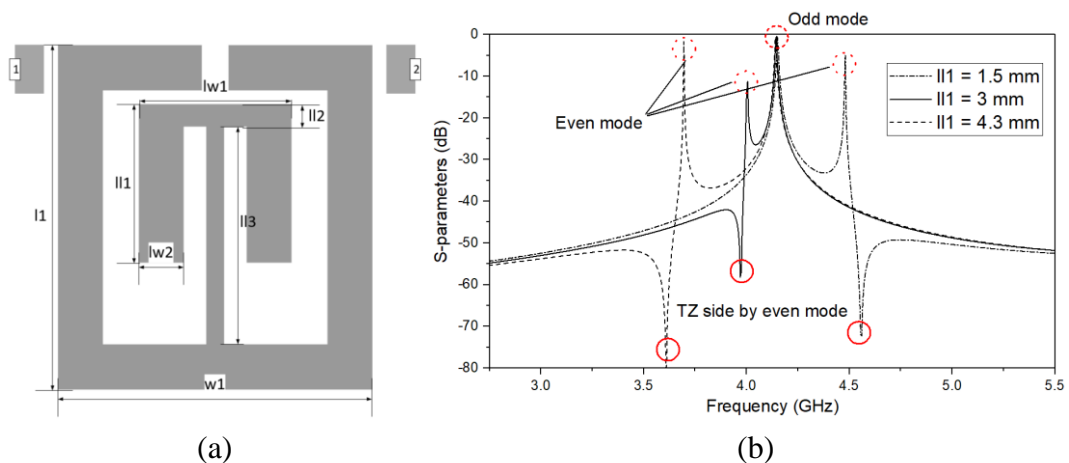 1
2
lw1
ll2
ll1
l1
ll3
lw2
w1
(a)
Odd mode
Even mode
TZ side by even mode
ll1 = 1.5 mm
ll1 = 3 mm
ll1 = 4.3 mm
S-parameters (dB)
0
-10
-20
-30
-40
-50
-60
-70
-80
3.0 3.5 4.0 4.5 5.0 5.5
Frequency (GHz)
(b)